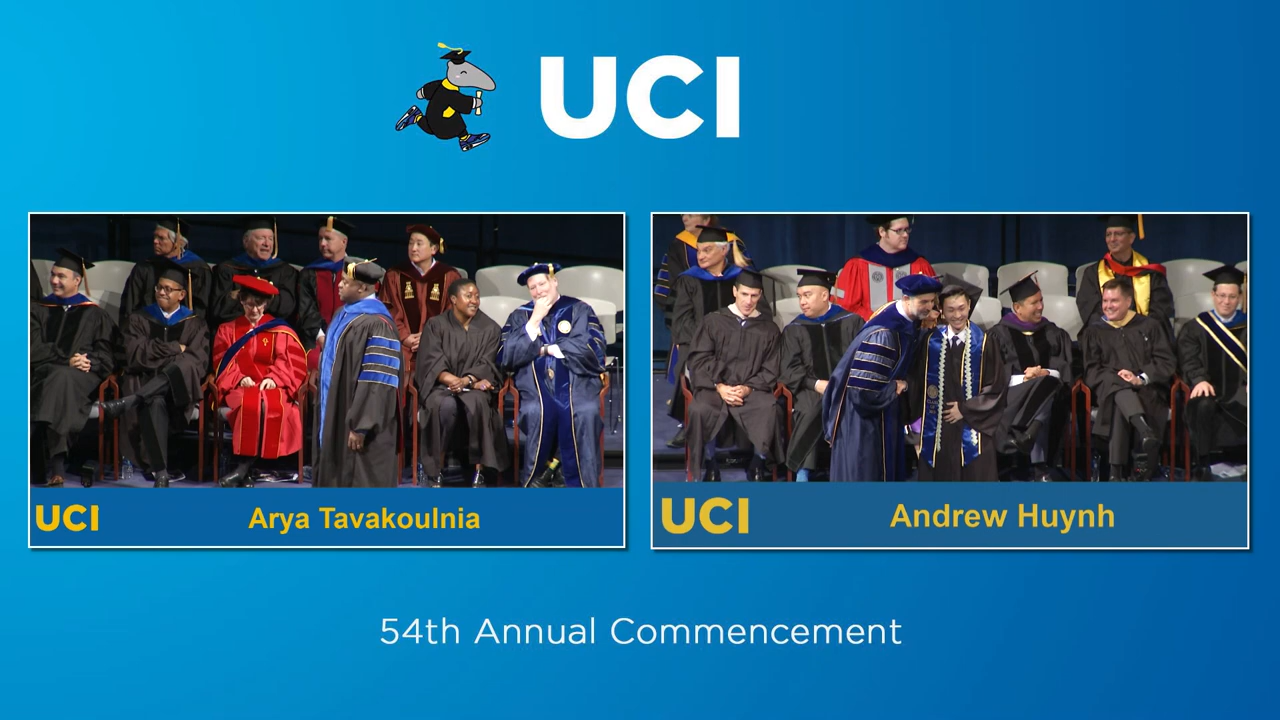 UCI
UCI
Arya Tavakoulnia
UCI
Andrew Huynh
54th Annual Commencement